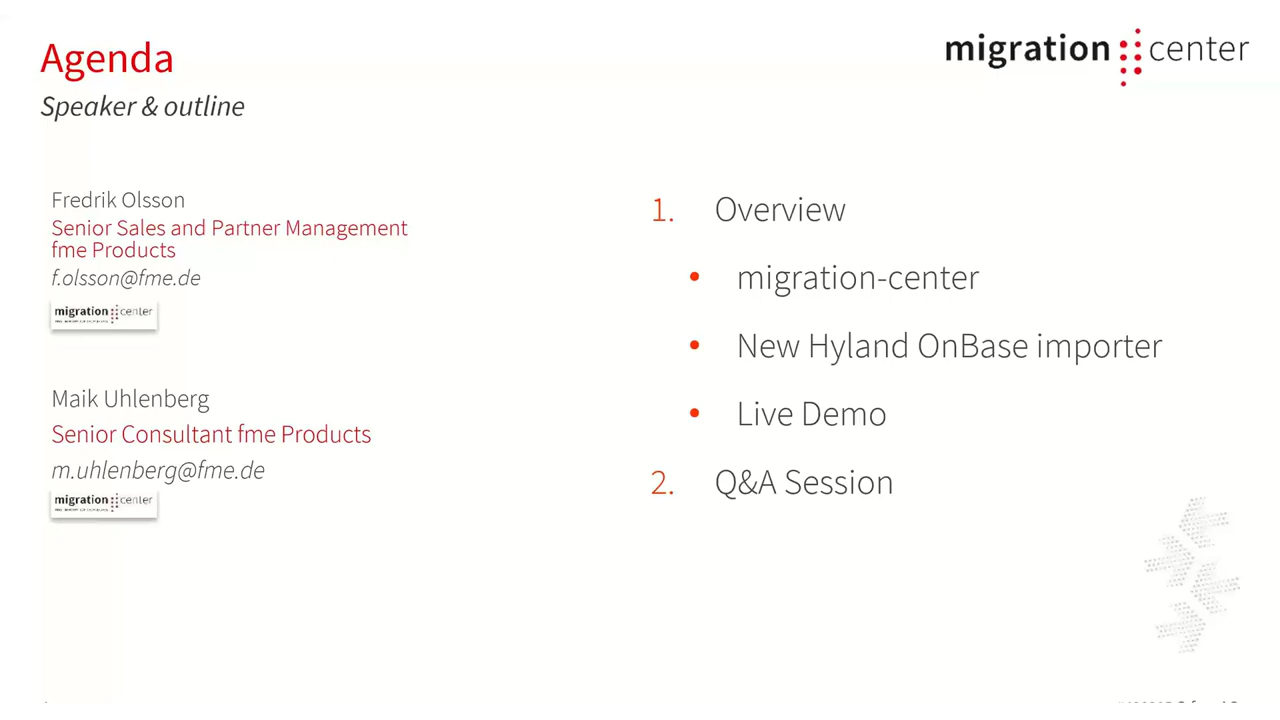 Agenda
Speaker & outline
migration center
Fredrik Olsson
Senior Sales and Partner Management
fme Products
f.olsson@fme.de
migration center
Maik Uhlenberg
Senior Consultant fme Products
m.uhlenberg@fme.de
migration center
1. Overview
• migration-center
• New Hyland OnBase importer
• Live Demo
2. Q&A Session